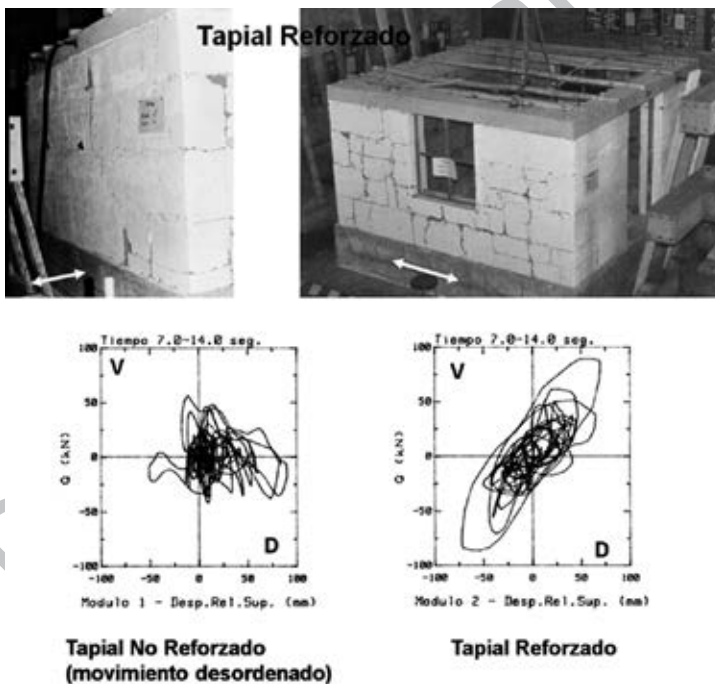 Tapial Reforzado
Tiempo 7.0-14.0 seg.
100
V
50
Q (kN)
0
-50
D
-100
-100 -50 0 50 100
Modulo 1 - Desp.Rel.Sup. (mm)
Tapial No Reforzado
(movimiento desordenado)
Tiempo 7.0-14.0 seg.
100
V
50
Q (kN)
0
-50
D
-100
-100 -50 0 50 100
Modulo 2 - Desp.Rel.Sup. (mm)
Tapial Reforzado